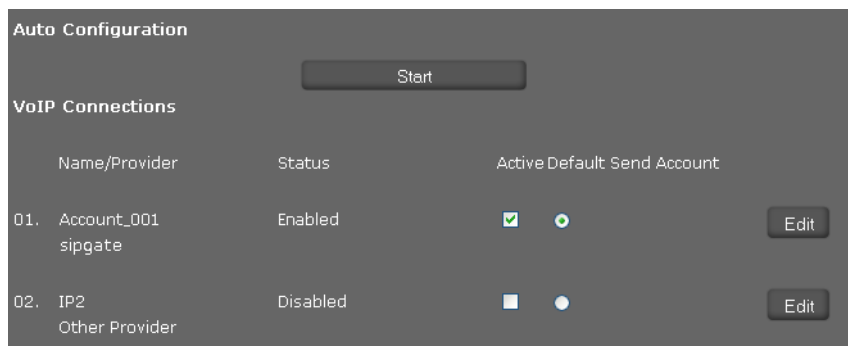 Auto Configuration
Start
VoIP Connections
Name/Provider Status Active Default Send Account
01. Account_001 Enabled Edit
sipgate
02. IP2 Disabled Edit
Other Provider